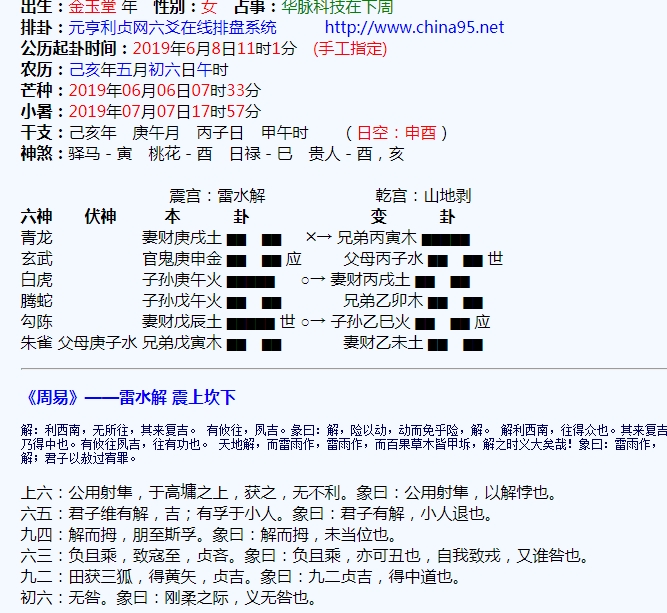 出生：金玉堂 年　性别：女　占事：华脉科技在下周
排卦：元亨利贞网六爻在线排盘系统　　　http://www.china95.net
公历起卦时间：2019年6月8日11时1分　(手工指定)
农历：己亥年五月初六日午时
芒种：2019年06月06日07时33分
小暑：2019年07月07日17时57分
干支：己亥年　庚午月　丙子日　甲午时　　（日空：申酉）
神煞：驿马－寅　桃花－酉　日禄－巳　贵人－酉，亥
震宫：雷水解　　　　　　乾宫：山地剥
六神　　伏神　　　本　　　卦　　　　　　　变　　　卦
青龙　　　　　　妻财庚戌土 ▅▅　▅▅　×→ 兄弟丙寅木 ▅▅▅▅▅
玄武　　　　　　官鬼庚申金 ▅▅　▅▅ 应　　父母丙子水 ▅▅　▅▅ 世
白虎　　　　　　子孙庚午火 ▅▅▅▅▅　○→ 妻财丙戌土 ▅▅　▅▅
腾蛇　　　　　　子孙戊午火 ▅▅　▅▅　　　兄弟乙卯木 ▅▅　▅▅
勾陈　　　　　　妻财戊辰土 ▅▅▅▅▅ 世 ○→ 子孙乙巳火 ▅▅　▅▅ 应
朱雀 父母庚子水 兄弟戊寅木 ▅▅　▅▅　　　妻财乙未土 ▅▅　▅▅
《周易》——雷水解 震上坎下
解：利西南，无所往，其来复吉。 有攸往，夙吉。彖曰：解，险以动，动而免乎险，解。 解利西南，往得众也。其来复吉
乃得中也。有攸往夙吉，往有功也。 天地解，而雷雨作，雷雨作，而百果草木皆甲坼，解之时义大矣哉！象曰：雷雨作，
解；君子以赦过宥罪。
上六：公用射隼，于高墉之上，获之，无不利。象曰：公用射隼，以解悖也。
六五：君子维有解，吉；有孚于小人。象曰：君子有解，小人退也。
九四：解而拇，朋至斯孚。象曰：解而拇，未当位也。
六三：负且乘，致寇至，贞吝。象曰：负且乘，亦可丑也，自我致戎，又谁咎也。
九二：田获三狐，得黄矢，贞吉。象曰：九二贞吉，得中道也。
初六：无咎。象曰：刚柔之际，义无咎也。